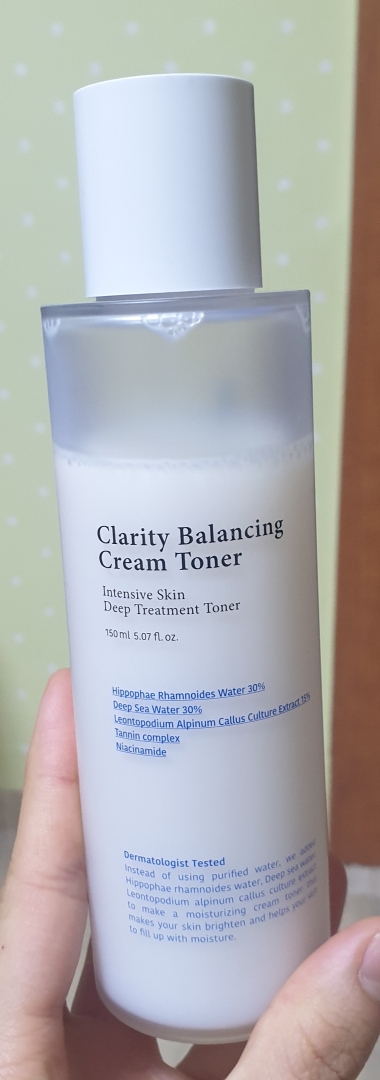 Clarity Balancing
Cream Toner
Intensive Skin
Deep Treatment Toner
150ml 5.07 fl. oz.
Hippophae Rhamnoides Water 30%
Deep Sea Water 30%
Leontopodium Alpinum Callus Culture Extract 15%
Tannin complex
Niacinamide
Dermatologist Tested
Instead of using purified water, we added
Hippophae rhamnoides water, Deep sea water,
Leontopodium alpinum callus culture extract
to make a moisturizing cream toner that
makes your skin brighten and helps your skin
to fill up with moisture.